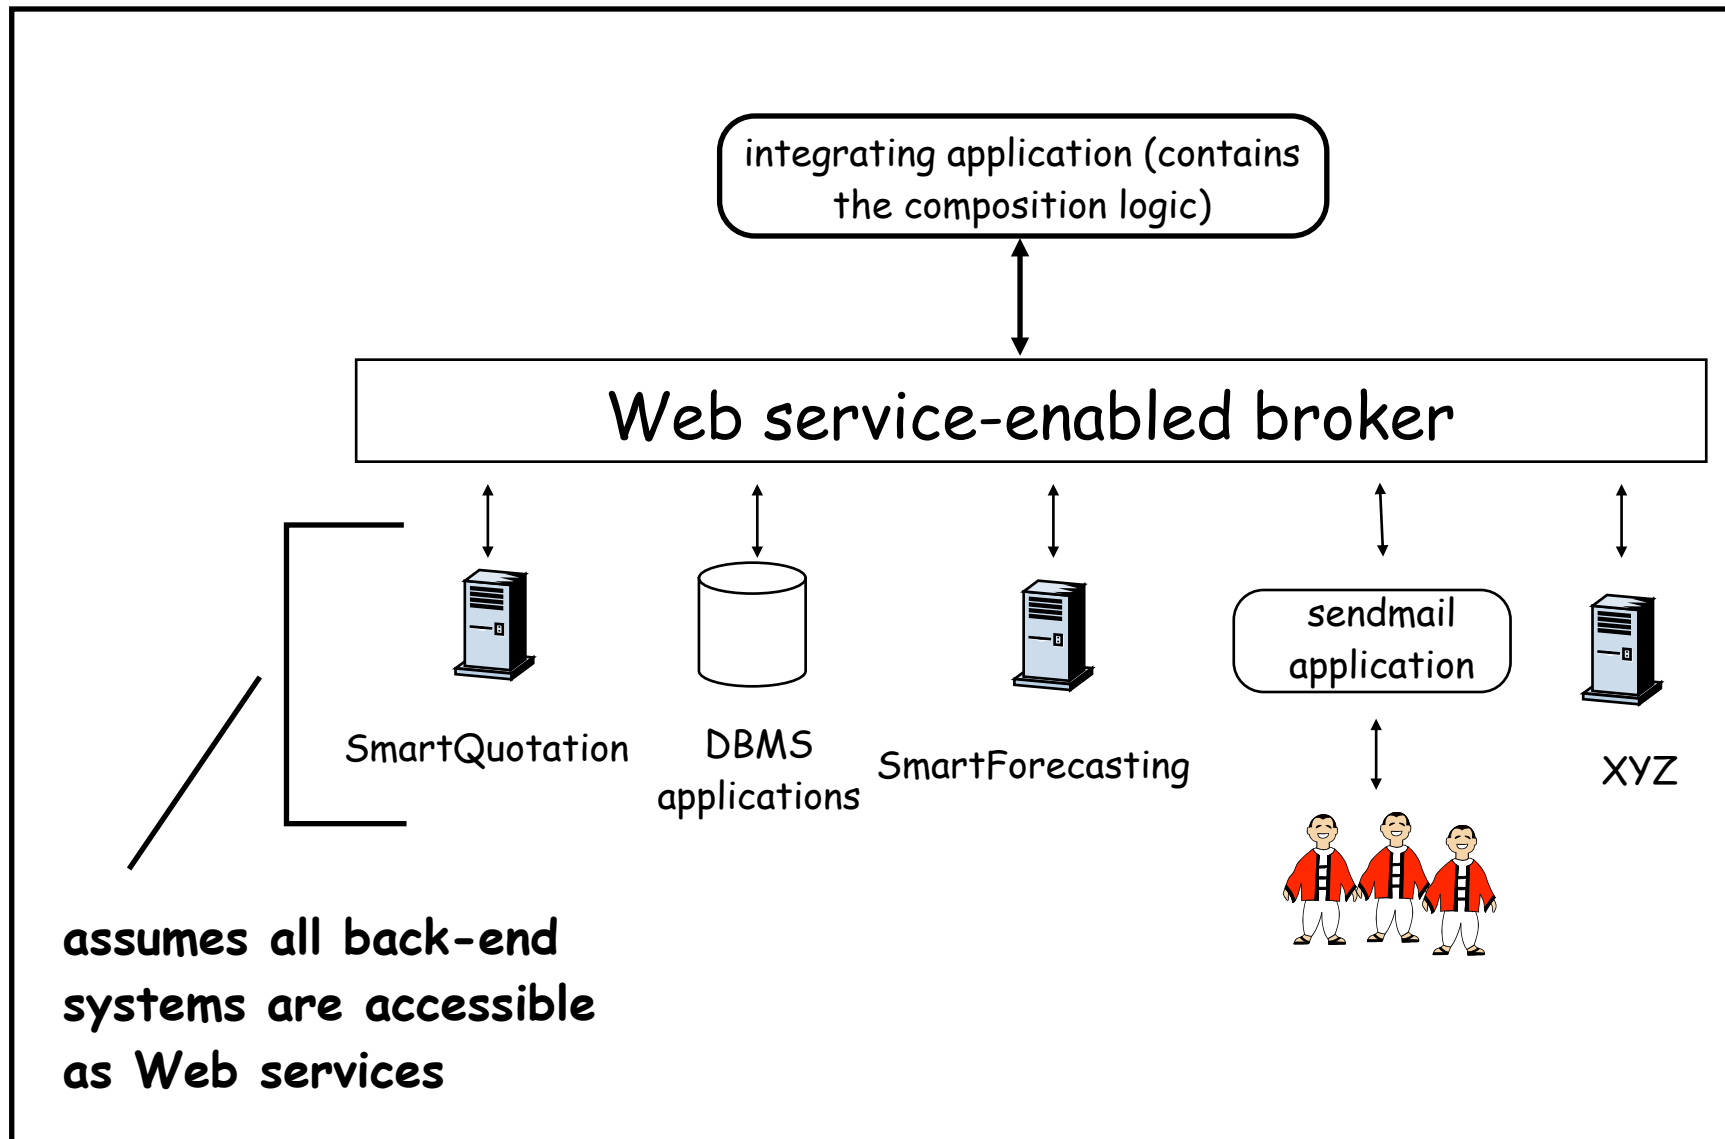 integrating application (contains
the composition logic)
Web service-enabled broker
sendmail
application
SmartQuotation
DBMS
applications
SmartForecasting
XYZ
assumes all back-end
systems are accessible
as Web services